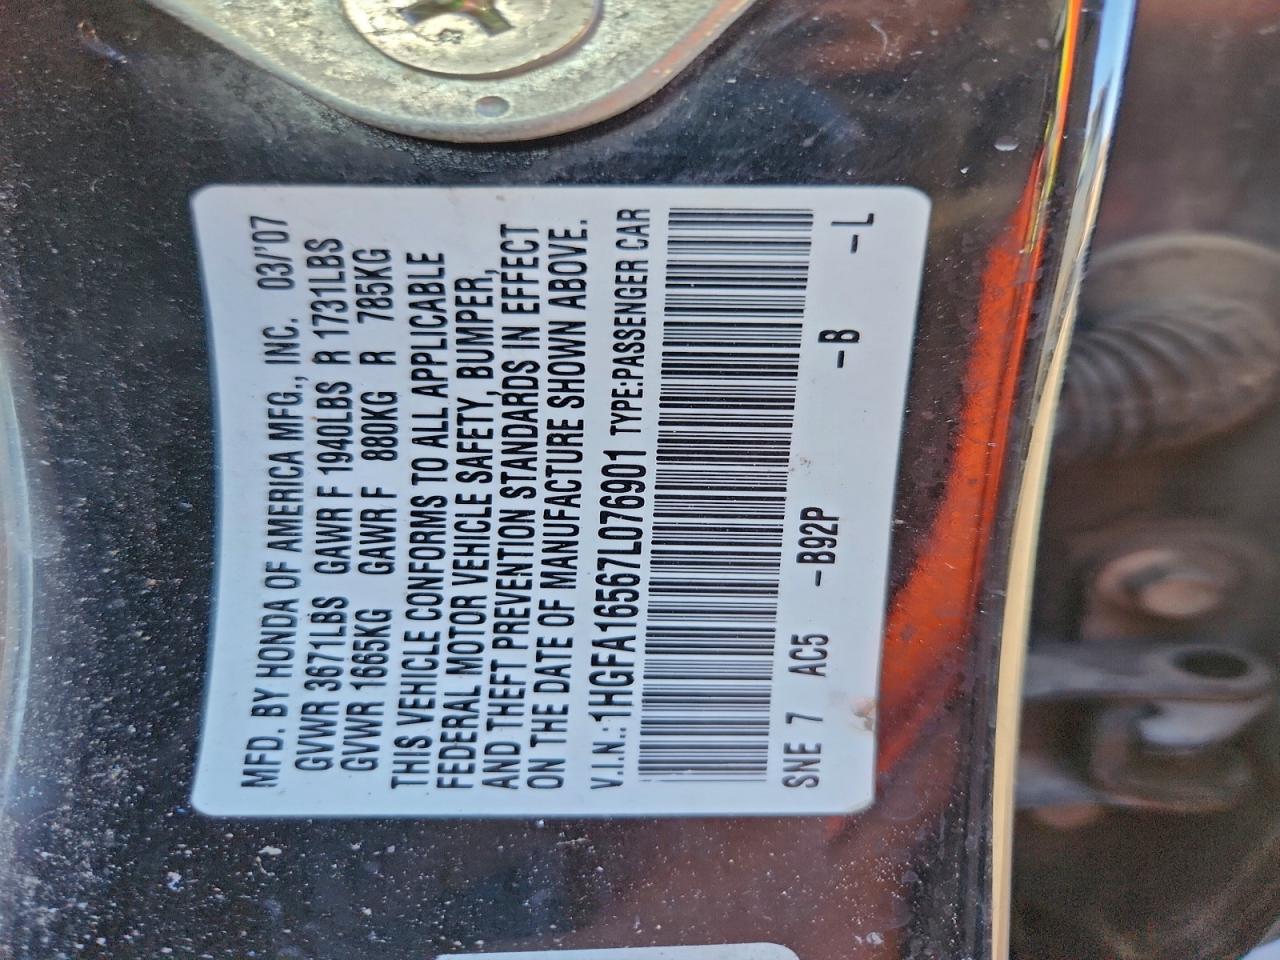 MFD. BY HONDA OF AMERICA MFG., INC. 03/'07
GVWR 3671LBS GAWR F 1940LBS R 1731LBS
GVWR 1665KG GAWR F 880KG R 785KG
THIS VEHICLE CONFORMS TO ALL APPLICABLE
FEDERAL MOTOR VEHICLE SAFETY, BUMPER,
AND THEFT PREVENTION STANDARDS IN EFFECT
ON THE DATE OF MANUFACTURE SHOWN ABOVE.
V.I.N.:1HGFA16567L076901 TYPE:PASSENGER CAR
SNE 7 AC5 -B92P -B -L